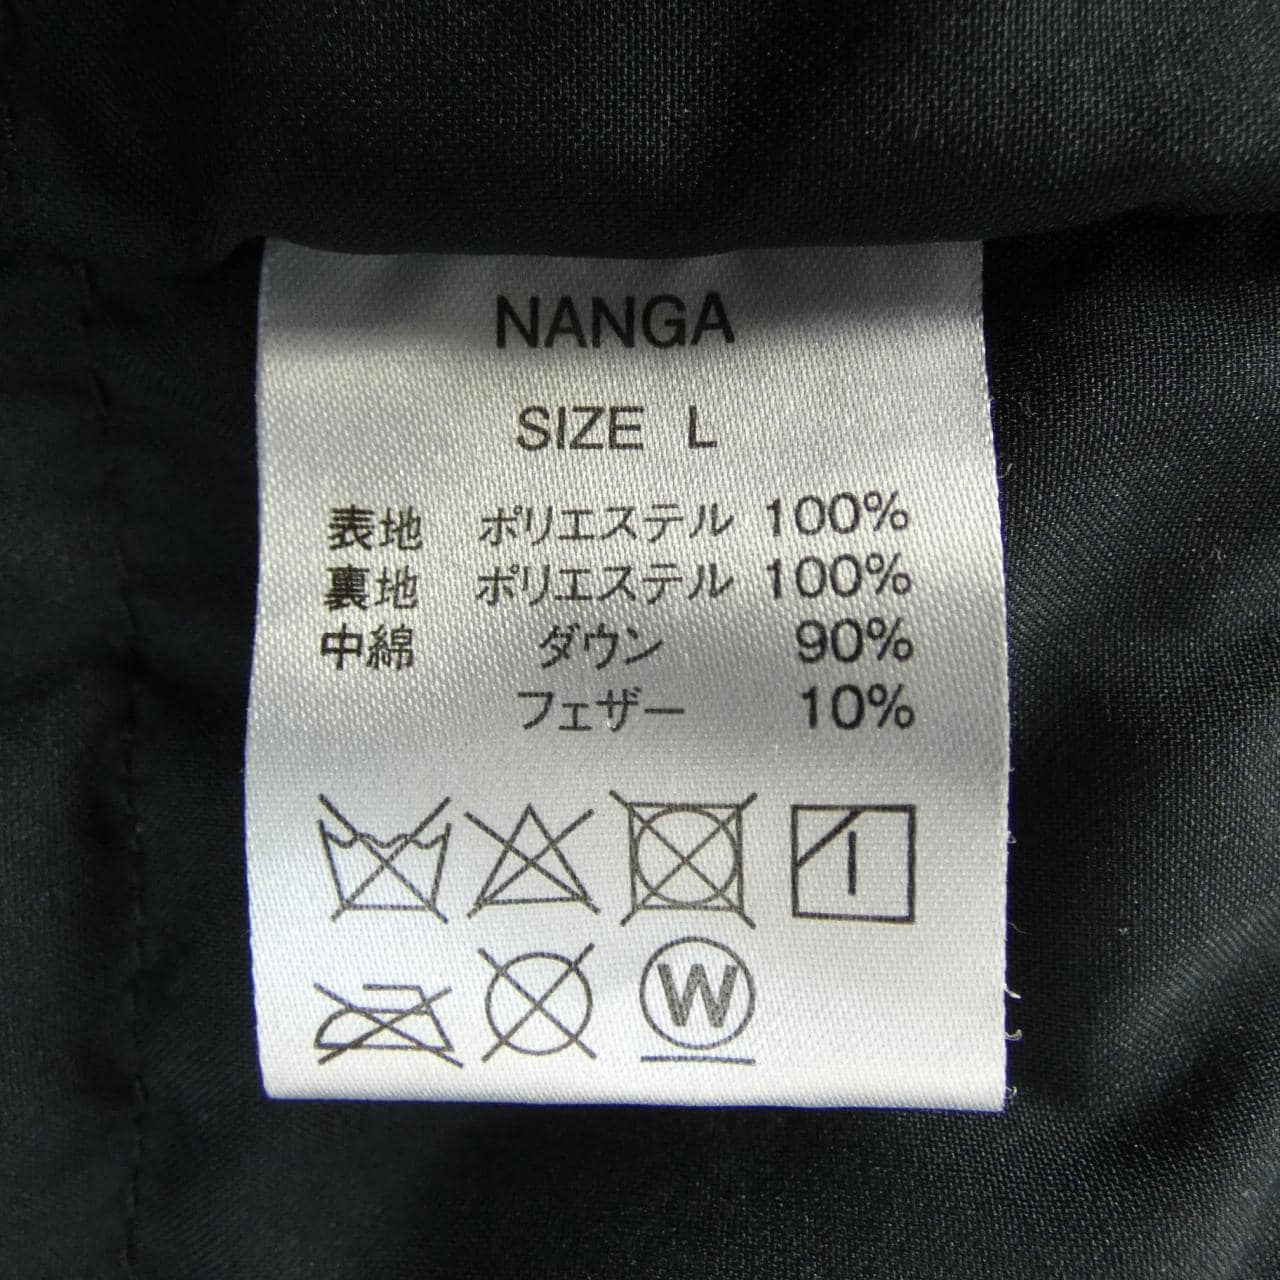 NANGA
SIZE L
表地 ポリエステル 100%
裏地 ポリエステル 100%
中綿 ダウン 90%
フェザー 10%
W